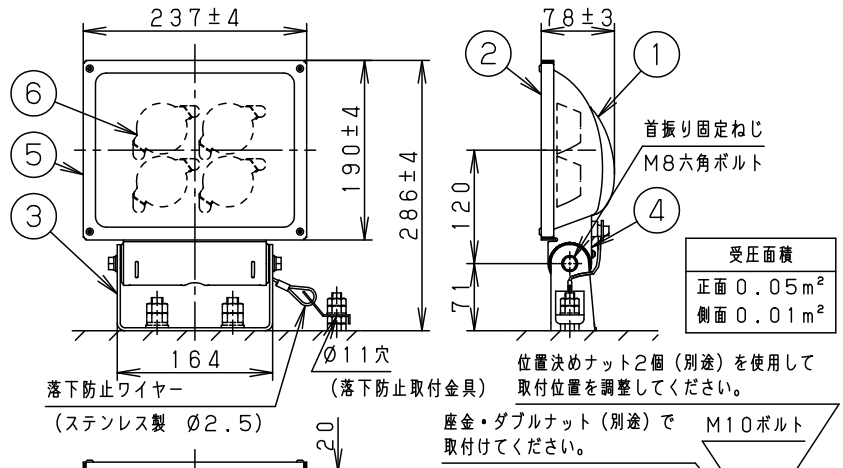 237±4
78±3
6
5
3
190±4
286±4
2
1
首振り固定ねじ
M8六角ボルト
120
71
4
受圧面積
正面 0.05m²
側面 0.01m²
164
Ø11穴
(落下防止取付金具)
落下防止ワイヤー
(ステンレス製 Ø2.5)
位置決めナット2個(別途)を使用して
取付位置を調整してください。
座金・ダブルナット(別途)で
取付けてください。
M10ボルト
20